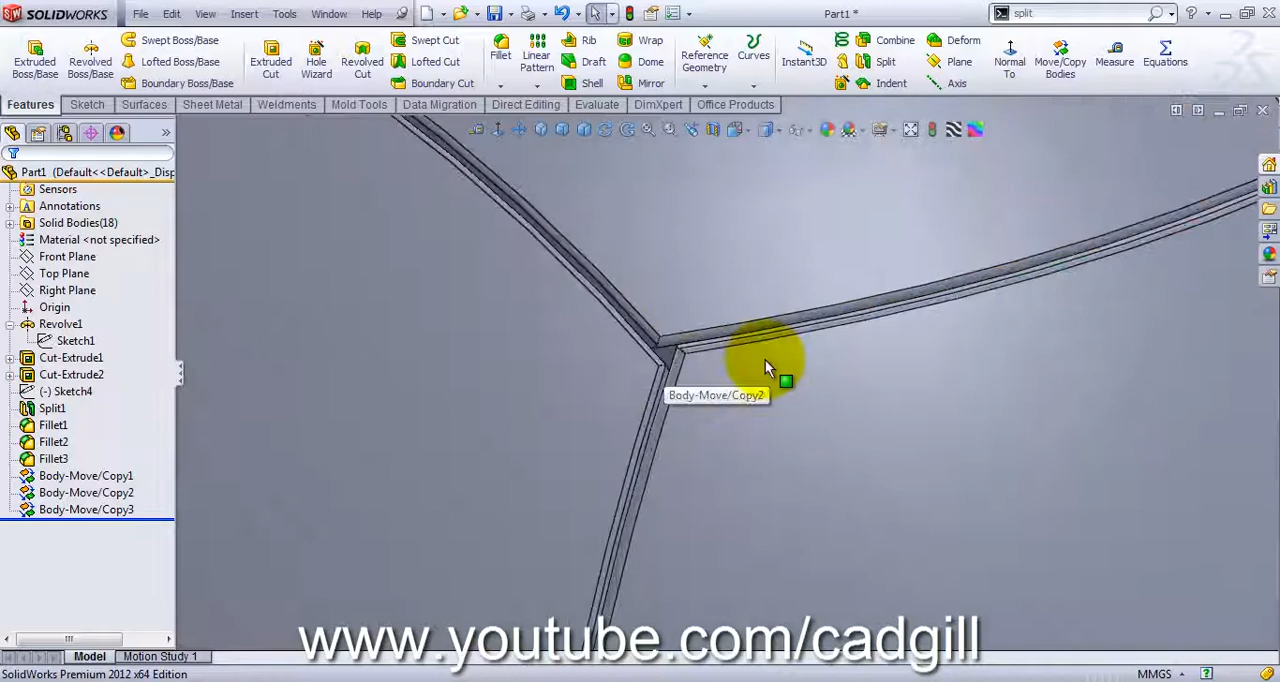 SOLIDWORKS File Edit View Insert Tools Window Help Part1 * split
Extruded Boss/Base
Revolved Boss/Base
Swept Boss/Base
Lofted Boss/Base
Boundary Boss/Base
Extruded Cut
Hole Wizard
Revolved Cut
Swept Cut
Lofted Cut
Boundary Cut
Fillet
Linear Pattern
Rib
Draft
Shell
Wrap
Dome
Mirror
Reference Geometry
Curves
Instant3D
Combine
Split
Indent
Deform
Plane
Axis
Normal To
Move/Copy Bodies
Measure
Equations
Features Sketch Surfaces Sheet Metal Weldments Mold Tools Data Migration Direct Editing Evaluate DimXpert Office Products
Part1 (Default<<Default>_Disp
Sensors
Annotations
Solid Bodies(18)
Material <not specified>
Front Plane
Top Plane
Right Plane
Origin
Revolve1
Sketch1
Cut-Extrude1
Cut-Extrude2
(-) Sketch4
Split1
Fillet1
Fillet2
Fillet3
Body-Move/Copy1
Body-Move/Copy2
Body-Move/Copy3
Body-Move/Copy2
www.youtube.com/cadgill
Model Motion Study 1
SolidWorks Premium 2012 x64 Edition MMGS